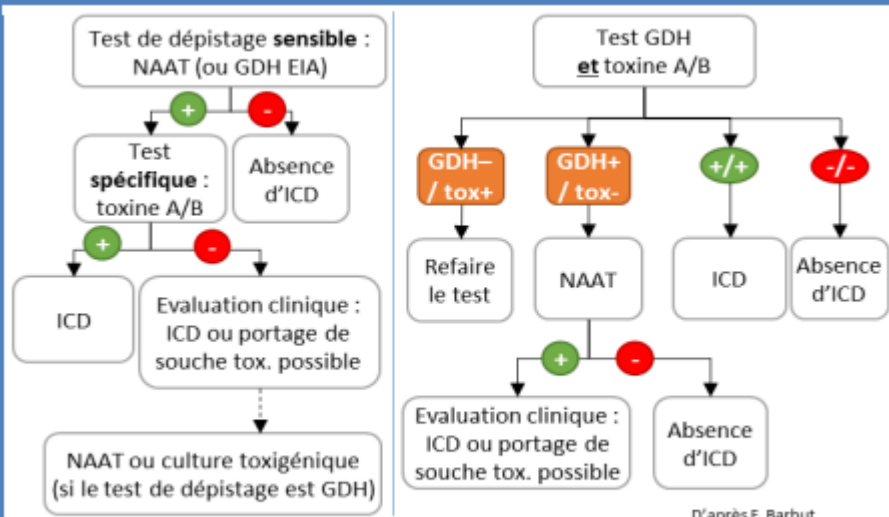 Test de dépistage sensible :
NAAT (ou GDH EIA)
+
-
Test
spécifique :
toxine A/B
Absence
d'ICD
+
-
ICD
Evaluation clinique :
ICD ou portage de
souche tox. possible
NAAT ou culture toxigénique
(si le test de dépistage est GDH)
Test GDH
et toxine A/B
GDH–
/ tox+
GDH+
/ tox-
+/+
-/-
Refaire
le test
NAAT
ICD
Absence
d'ICD
+
-
Evaluation clinique :
ICD ou portage de
souche tox. possible
Absence
d'ICD
D'après F. Barbut